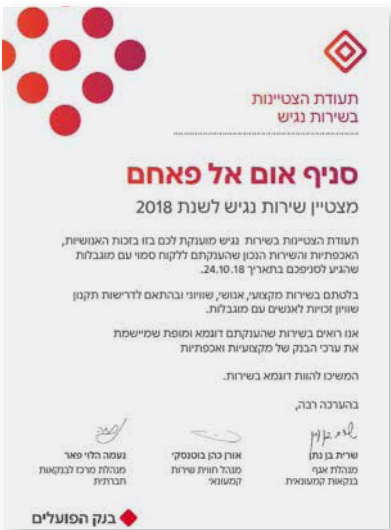 תעודת הצטיינות
בשירות נגיש
סניף אום אל פאחם
מצטיין שירות נגיש לשנת 2018
תעודת הצטיינות בשירות נגיש מוענקת לכם בזו בזכות האנושיות,
האכפתיות והשירות הנכון שהענקתם ללקוח סמוי עם מוגבלות
שהגיע לסניפכם בתאריך 24.10.18.
בלטתם בשירות מקצועי, אנושי, שוויוני ובהתאם לדרישות תקנון
שוויון זכויות לאנשים עם מוגבלות.
אנו רואים בשירות שהענקתם דוגמא ומופת שמיישמת
את ערכי הבנק של מקצועיות ואכפתיות
המשיכו להוות דוגמא בשירות.
בהערכה רבה,
שרית בן נתן
מנהלת אגף
בנקאות קמעונאית
אורן כהן בוטנסקי
מנהל חווית שירות
קמעונאי
נעמה הלוי פאר
מנהלת מרכז לבנקאות
חברתית
בנק הפועלים